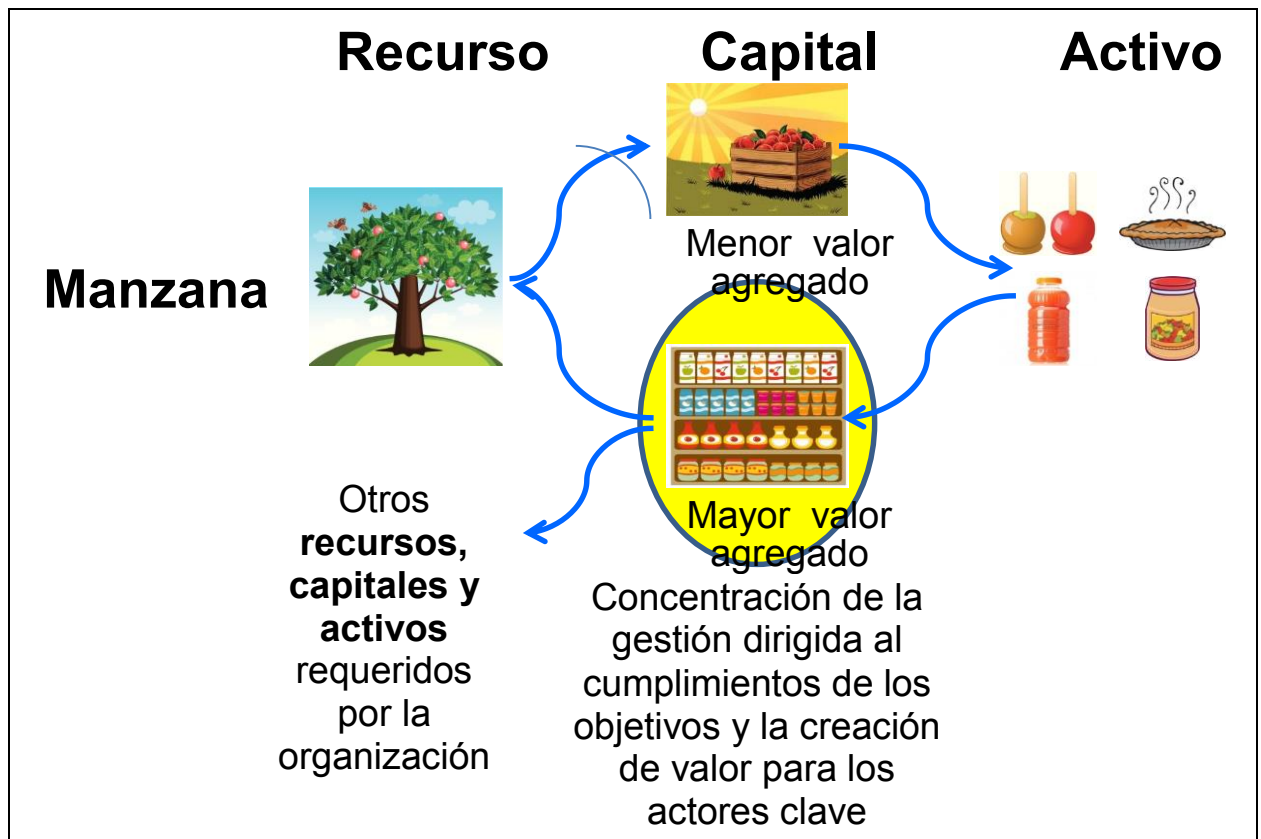 Recurso Capital Activo
Manzana
Menor valor
agregado
Mayor valor
agregado
Otros
recursos,
capitales y
activos
requeridos
por la
organización
Concentración de la
gestión dirigida al
cumplimientos de los
objetivos y la creación
de valor para los
actores clave